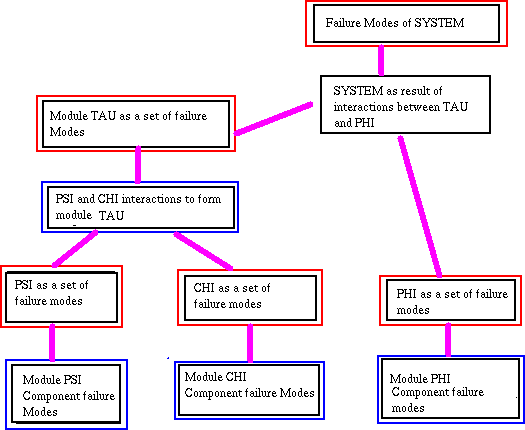 Failure Modes of SYSTEM
SYSTEM as result of
interactions between TAU
and PHI
Module TAU as a set of failure
Modes
PSI and CHI interactions to form
module TAU
PSI as a set of
failure modes
CHI as a set of
failure modes
PHI as a set of failure
modes
Module PSI
Component failure
Modes
Module CHI
Component failure Modes
Module PHI
Component failure
modes